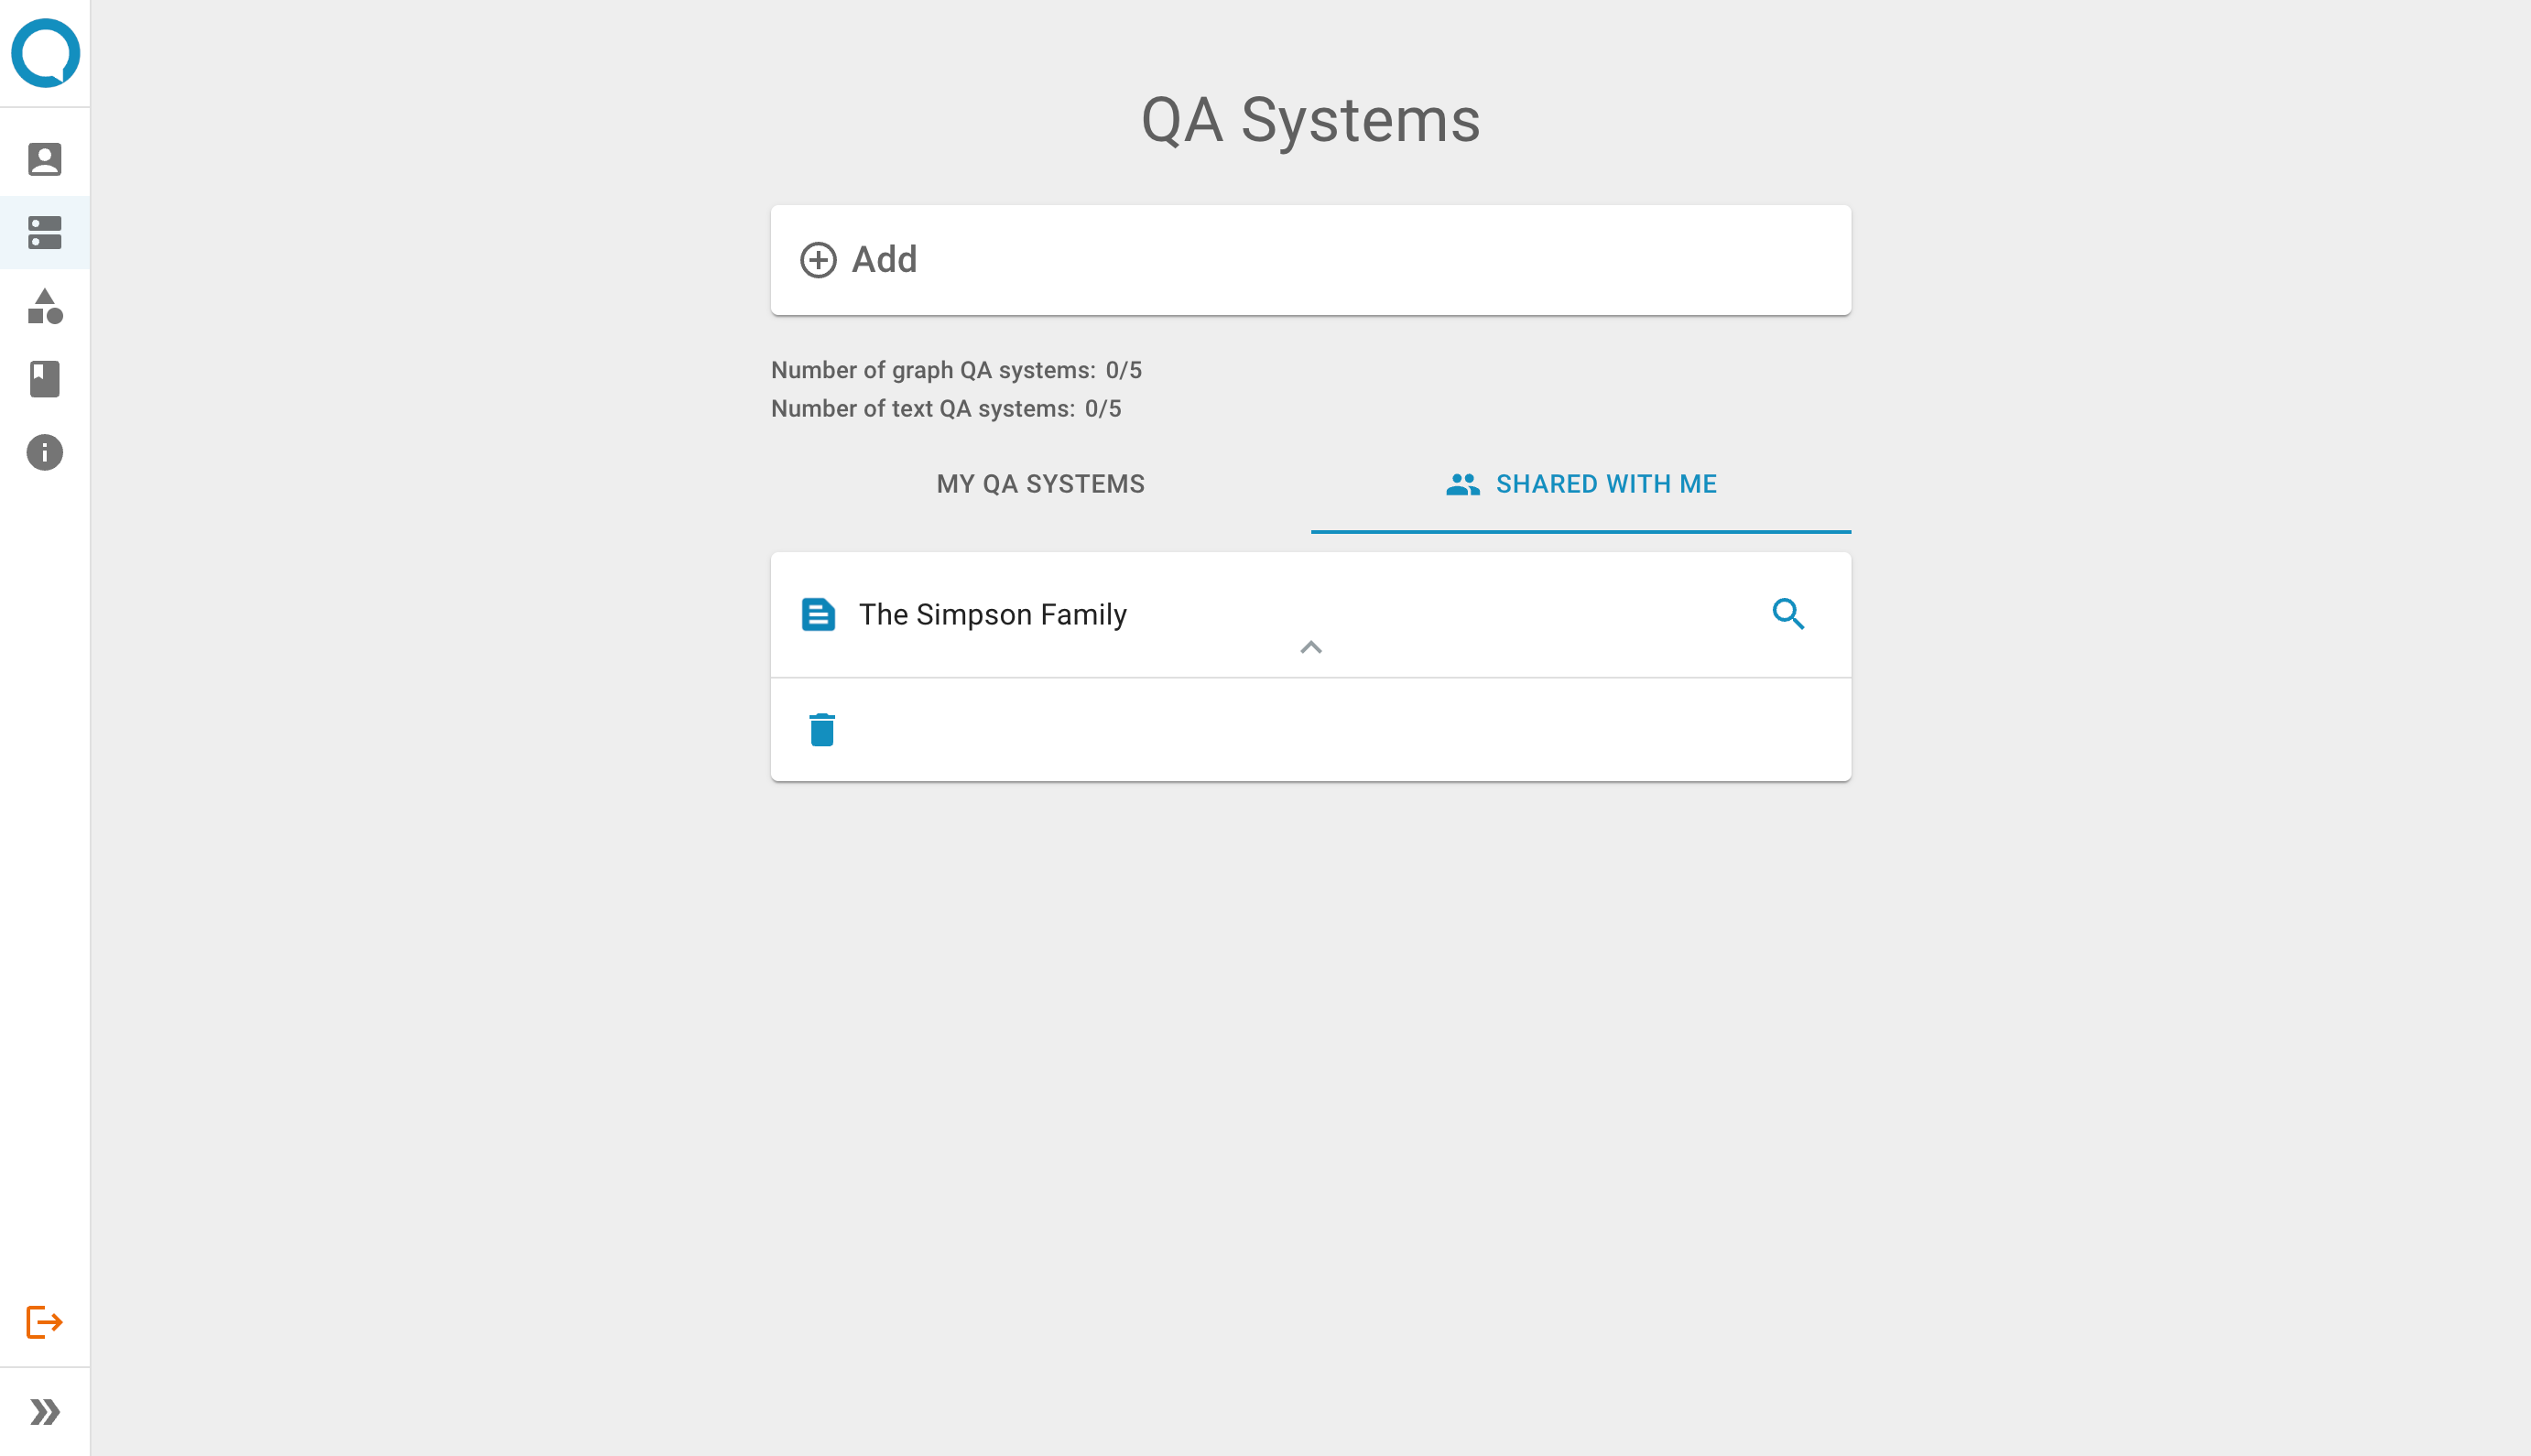 QA Systems
Add
Number of graph QA systems: 0/5
Number of text QA systems: 0/5
MY QA SYSTEMS
SHARED WITH ME
The Simpson Family